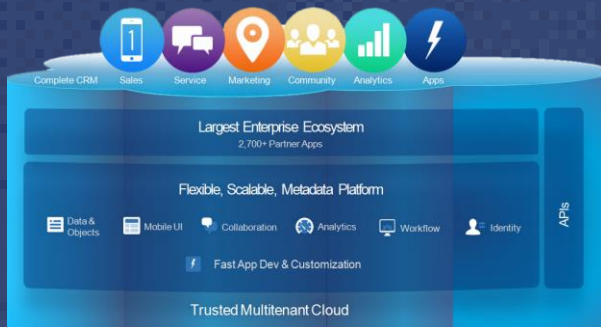 1
Complete CRM
Sales
Service
Marketing
Community
Analytics
Apps
Largest Enterprise Ecosystem
2,700+ Partner Apps
Flexible, Scalable, Metadata Platform
Data &
Objects
Mobile UI
Collaboration
Analytics
Workflow
Identity
Fast App Dev & Customization
APIs
Trusted Multitenant Cloud